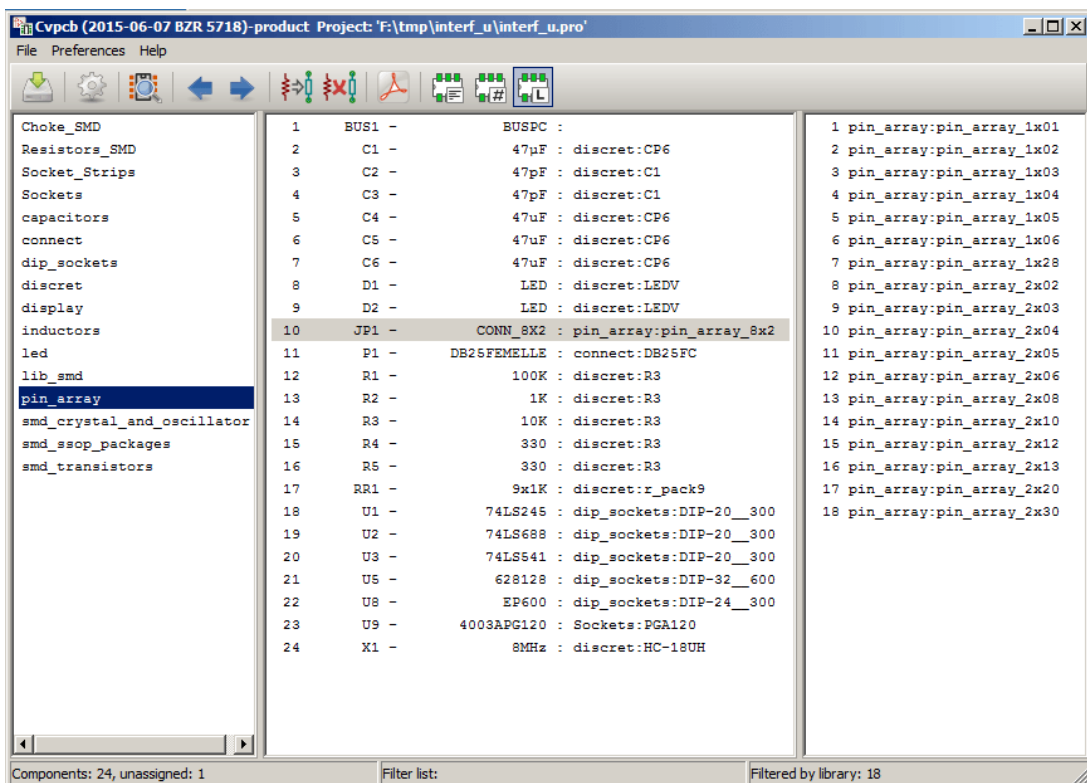 Cvpcb (2015-06-07 BZR 5718)-product Project: 'F:\tmp\interf_u\interf_u.pro'
File Preferences Help
Choke_SMD
Resistors_SMD
Socket_Strips
Sockets
capacitors
connect
dip_sockets
discret
display
inductors
led
lib_smd
pin_array
smd_crystal_and_oscillator
smd_ssop_packages
smd_transistors
1 BUS1 - BUSPC :
2 C1 - 47µF : discret:CP6
3 C2 - 47pF : discret:C1
4 C3 - 47pF : discret:C1
5 C4 - 47uF : discret:CP6
6 C5 - 47uF : discret:CP6
7 C6 - 47uF : discret:CP6
8 D1 - LED : discret:LEDV
9 D2 - LED : discret:LEDV
10 JP1 - CONN_8X2 : pin_array:pin_array_8x2
11 P1 - DB25FEMELLE : connect:DB25FC
12 R1 - 100K : discret:R3
13 R2 - 1K : discret:R3
14 R3 - 10K : discret:R3
15 R4 - 330 : discret:R3
16 R5 - 330 : discret:R3
17 RR1 - 9x1K : discret:r_pack9
18 U1 - 74LS245 : dip_sockets:DIP-20__300
19 U2 - 74LS688 : dip_sockets:DIP-20__300
20 U3 - 74LS541 : dip_sockets:DIP-20__300
21 U5 - 628128 : dip_sockets:DIP-32__600
22 U8 - EP600 : dip_sockets:DIP-24__300
23 U9 - 4003APG120 : Sockets:PGA120
24 X1 - 8MHz : discret:HC-18UH
1 pin_array:pin_array_1x01
2 pin_array:pin_array_1x02
3 pin_array:pin_array_1x03
4 pin_array:pin_array_1x04
5 pin_array:pin_array_1x05
6 pin_array:pin_array_1x06
7 pin_array:pin_array_1x28
8 pin_array:pin_array_2x02
9 pin_array:pin_array_2x03
10 pin_array:pin_array_2x04
11 pin_array:pin_array_2x05
12 pin_array:pin_array_2x06
13 pin_array:pin_array_2x08
14 pin_array:pin_array_2x10
15 pin_array:pin_array_2x12
16 pin_array:pin_array_2x13
17 pin_array:pin_array_2x20
18 pin_array:pin_array_2x30
Components: 24, unassigned: 1
Filter list:
Filtered by library: 18